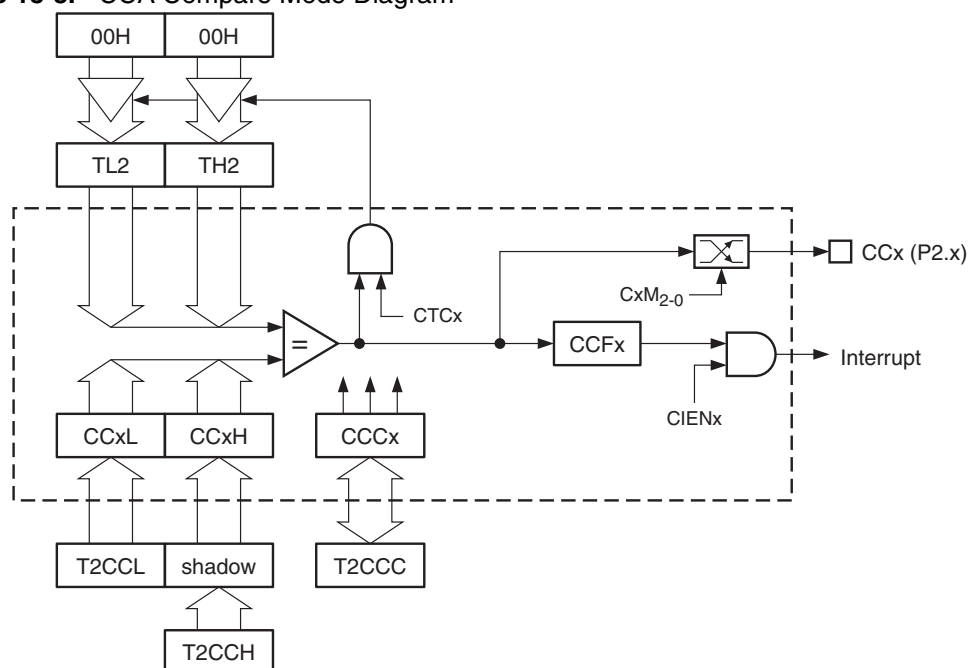 CCA Compare Mode Diagram
00H 00H
TL2 TH2
CCx (P2.x)
CxM2-0
CTCx
=
CCFx
Interrupt
CIENx
CCxL CCxH CCCx
T2CCL shadow T2CCC
T2CCH